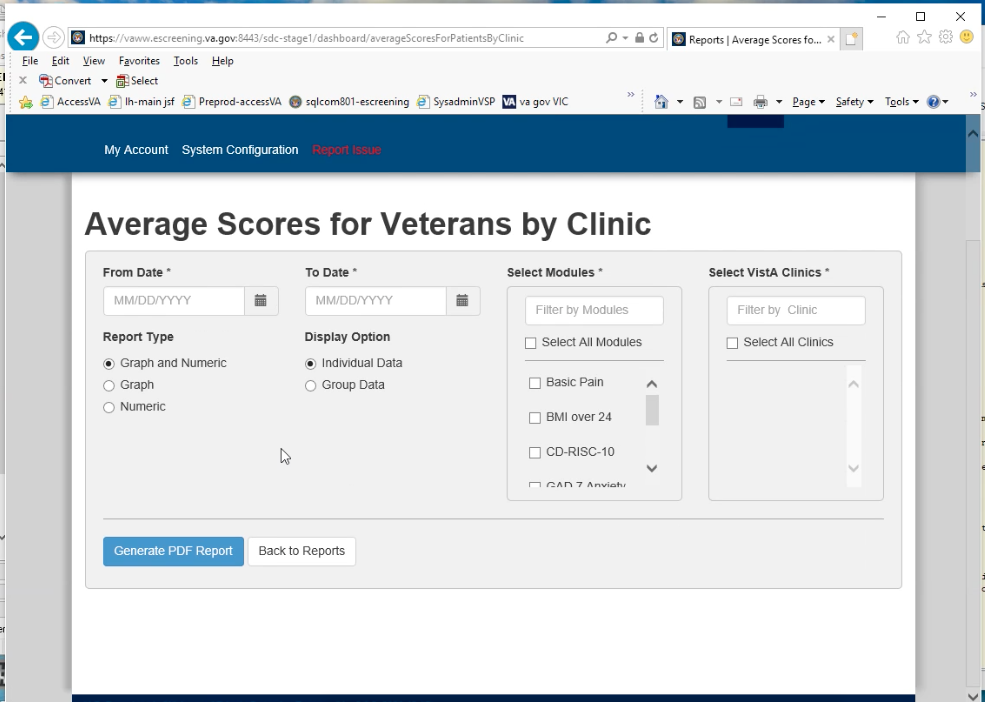 https://vaww.escreening.va.gov:8443/sdc-stage1/dashboard/averageScoresForPatientsByClinic
Reports | Average Scores fo...
File Edit View Favorites Tools Help
Convert Select
AccessVA lh-main jsf Preprod-accessVA sqlcom801-escreening SysadminVSP VA va gov VIC
Page Safety Tools
My Account System Configuration Report Issue
Average Scores for Veterans by Clinic
From Date * To Date * Select Modules * Select VistA Clinics *
MM/DD/YYYY MM/DD/YYYY Filter by Modules Filter by Clinic
Report Type Display Option Select All Modules Select All Clinics
Graph and Numeric Individual Data
Graph Group Data Basic Pain
Numeric BMI over 24
CD-RISC-10
GAD 7 Anxiety
Generate PDF Report Back to Reports